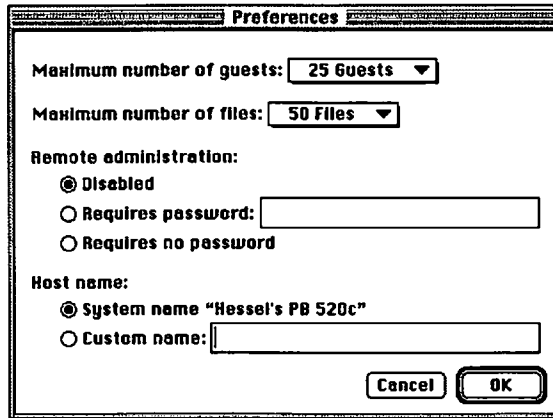 Preferences
Maximum number of guests: 25 Guests
Maximum number of files: 50 Files
Remote administration:
Disabled
Requires password:
Requires no password
Host name:
System name “Hessel's PB 520c”
Custom name:
Cancel OK